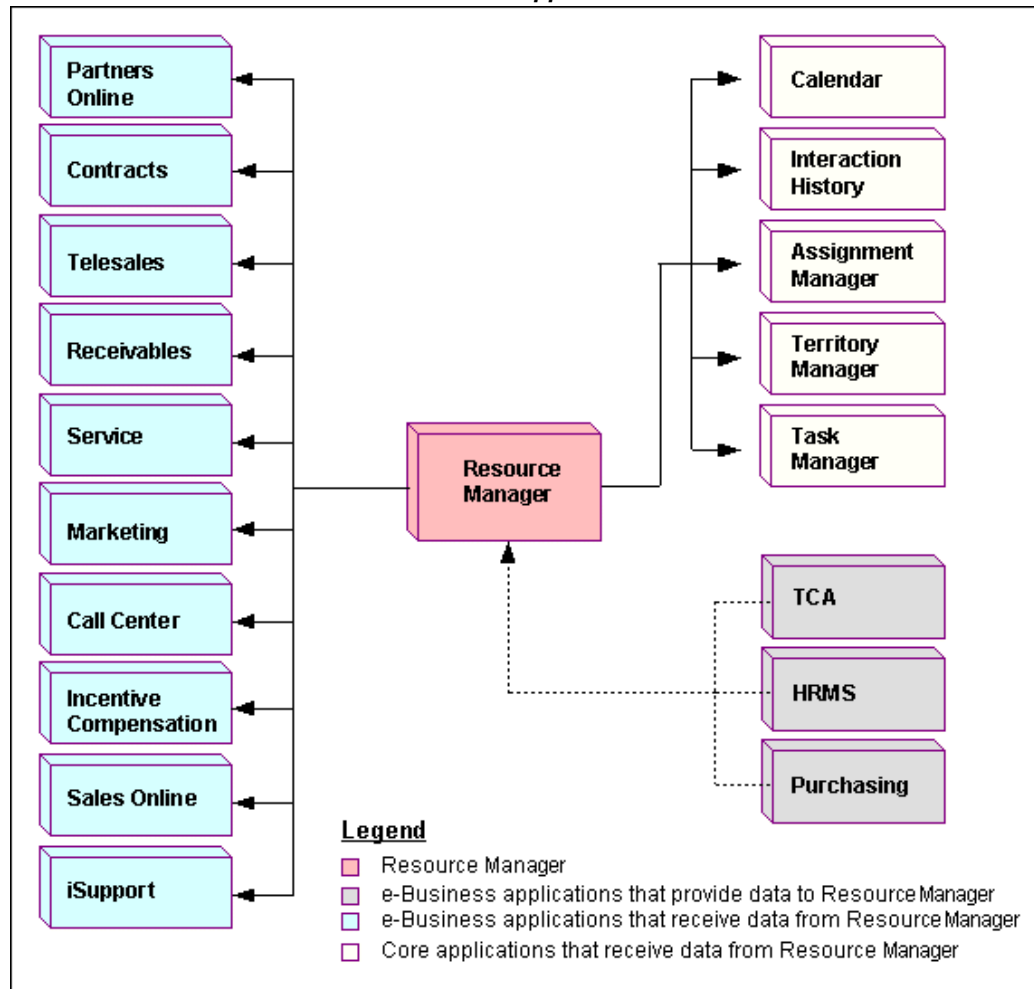 Partners
Online
Contracts
Telesales
Receivables
Service
Marketing
Call Center
Incentive
Compensation
Sales Online
iSupport
Resource
Manager
Calendar
Interaction
History
Assignment
Manager
Territory
Manager
Task
Manager
TCA
HRMS
Purchasing
Legend
Resource Manager
e-Business applications that provide data to Resource Manager
e-Business applications that receive data from Resource Manager
Core applications that receive data from Resource Manager